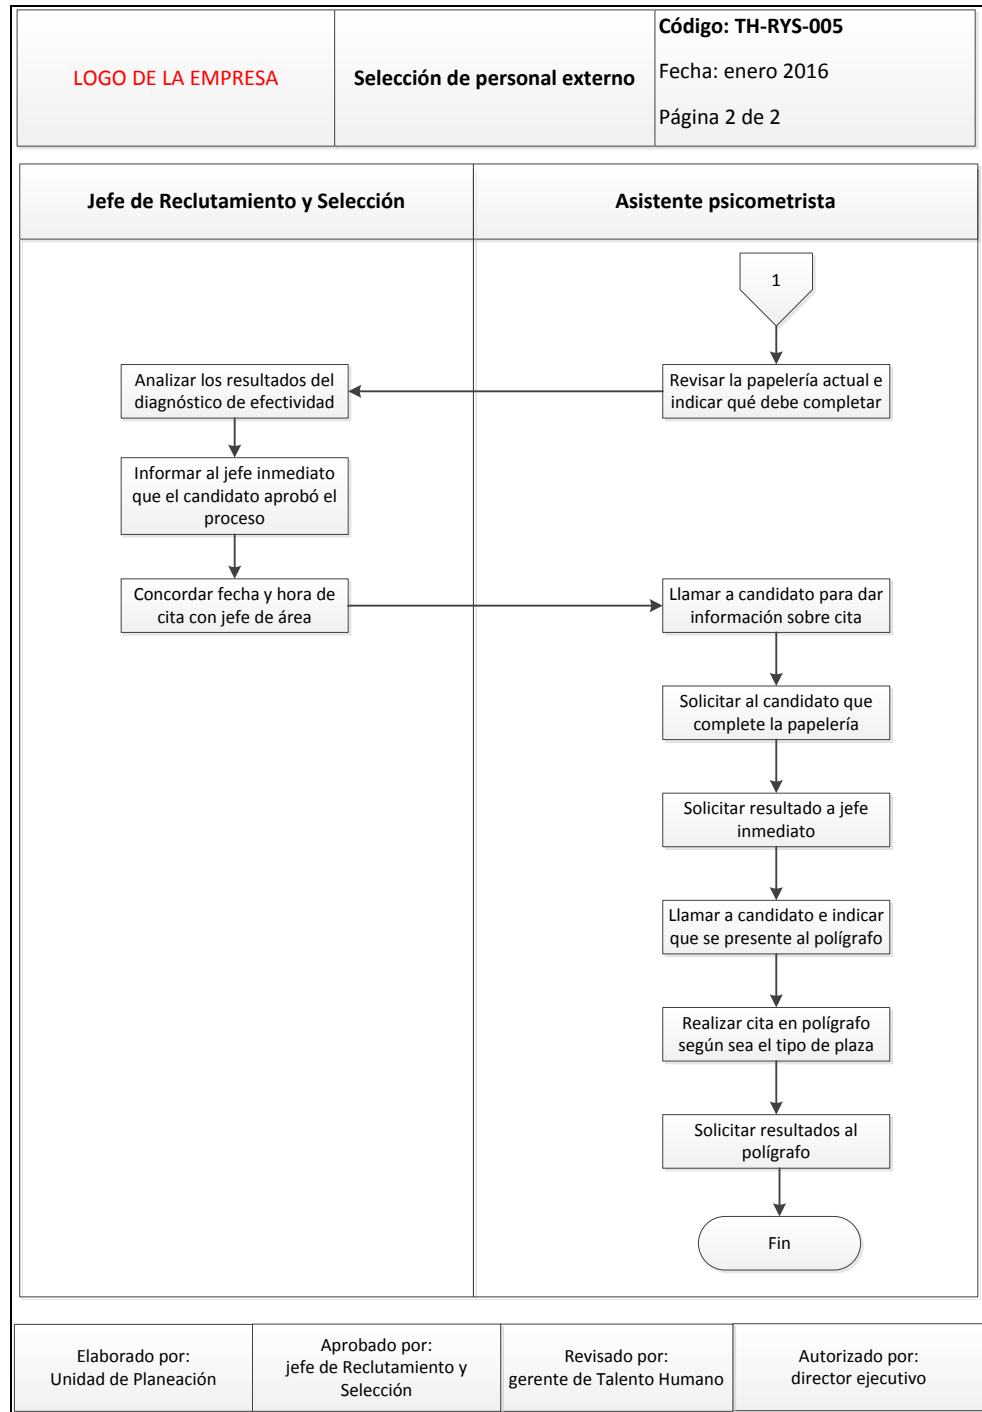 LOGO DE LA EMPRESA
Selección de personal externo
Código: TH-RYS-005
Fecha: enero 2016
Página 2 de 2
Jefe de Reclutamiento y Selección
Asistente psicometrista
1
Revisar la papelería actual e
indicar qué debe completar
Analizar los resultados del
diagnóstico de efectividad
Informar al jefe inmediato
que el candidato aprobó el
proceso
Concordar fecha y hora de
cita con jefe de área
Llamar a candidato para dar
información sobre cita
Solicitar al candidato que
complete la papelería
Solicitar resultado a jefe
inmediato
Llamar a candidato e indicar
que se presente al polígrafo
Realizar cita en polígrafo
según sea el tipo de plaza
Solicitar resultados al
polígrafo
Fin
Elaborado por:
Unidad de Planeación
Aprobado por:
jefe de Reclutamiento y
Selección
Revisado por:
gerente de Talento Humano
Autorizado por:
director ejecutivo